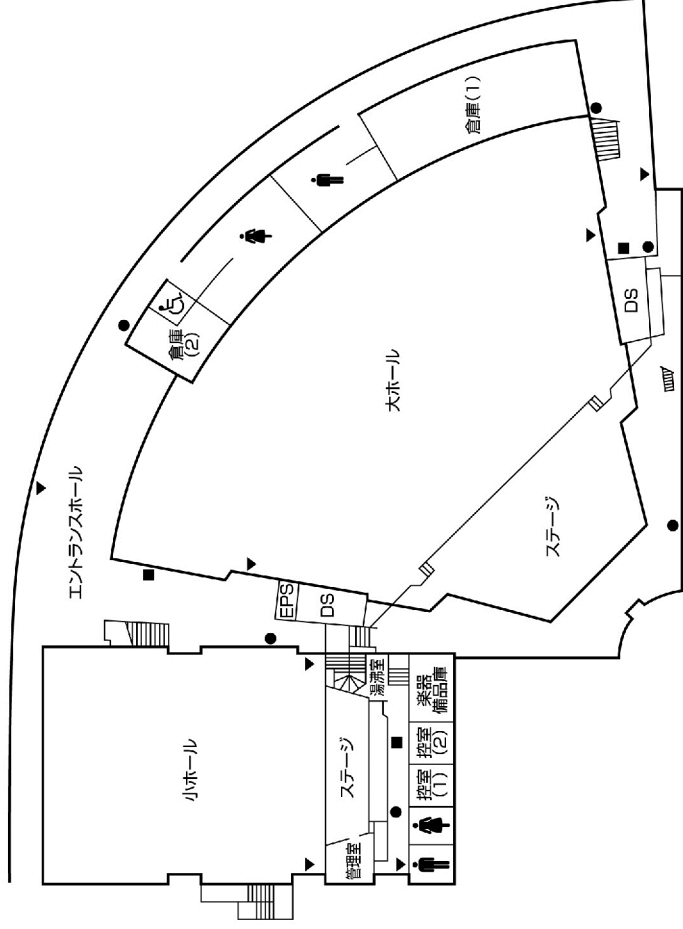 倉庫(1)
倉庫
(2)
大ホール
DS
エントランスホール
ステージ
EPS
DS
小ホール
ステージ
湯沸室
楽器
備品庫
控室
(2)
控室
(1)
管理室